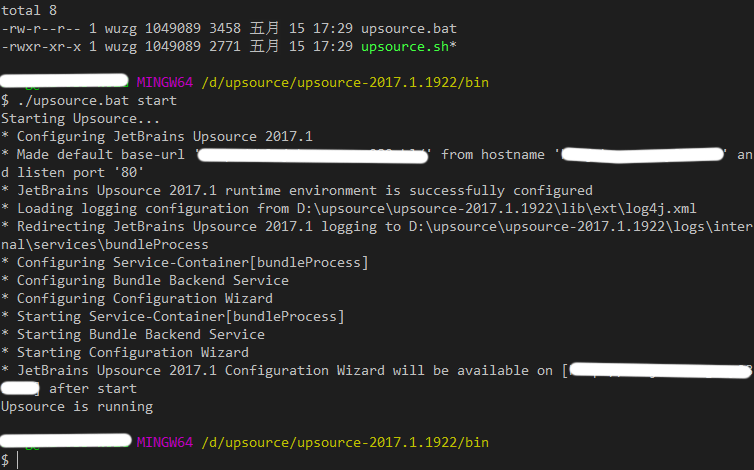 total 8
-rw-r--r-- 1 wuzg 1049089 3458 五月 15 17:29 upsource.bat
-rwxr-xr-x 1 wuzg 1049089 2771 五月 15 17:29 upsource.sh*
MINGW64 /d/upsource/upsource-2017.1.1922/bin
$ ./upsource.bat start
Starting Upsource...
* Configuring JetBrains Upsource 2017.1
* Made default base-url ' ' from hostname ' ' an
d listen port '80'
* JetBrains Upsource 2017.1 runtime environment is successfully configured
* Loading logging configuration from D:\upsource\upsource-2017.1.1922\lib\ext\log4j.xml
* Redirecting JetBrains Upsource 2017.1 logging to D:\upsource\upsource-2017.1.1922\logs\inter
nal\services\bundleProcess
* Configuring Service-Container[bundleProcess]
* Configuring Bundle Backend Service
* Configuring Configuration Wizard
* Starting Service-Container[bundleProcess]
* Starting Bundle Backend Service
* Starting Configuration Wizard
* JetBrains Upsource 2017.1 Configuration Wizard will be available on [
] after start
Upsource is running
MINGW64 /d/upsource/upsource-2017.1.1922/bin
$